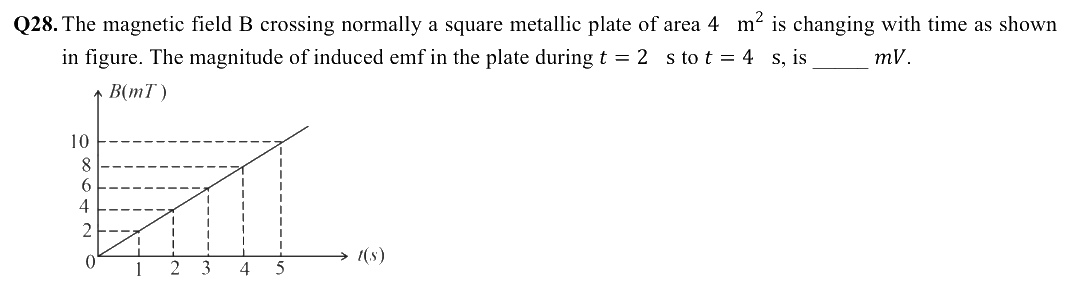 Q28. The magnetic field B crossing normally a square metallic plate of area 4 m² is changing with time as shown
in figure. The magnitude of induced emf in the plate during t = 2 s to t = 4 s, is _____ mV.
B(mT)
10
8
6
4
2
0
1 2 3 4 5 t(s)